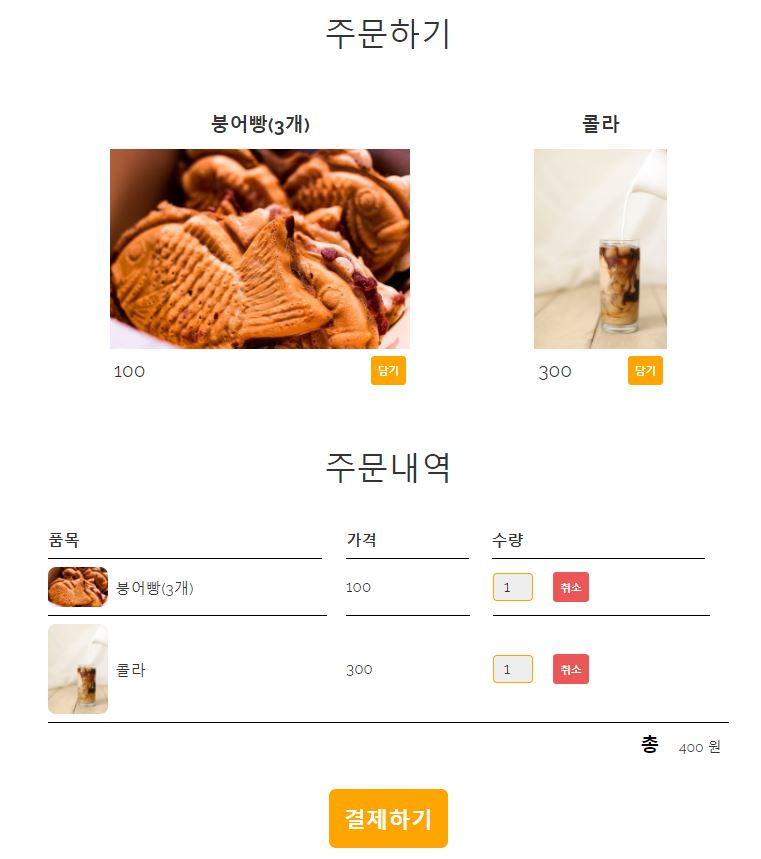 주문하기
붕어빵(3개) 콜라
100 담기 300 담기
주문내역
품목 가격 수량
붕어빵(3개) 100 1 취소
콜라 300 1 취소
총 400 원
결제하기